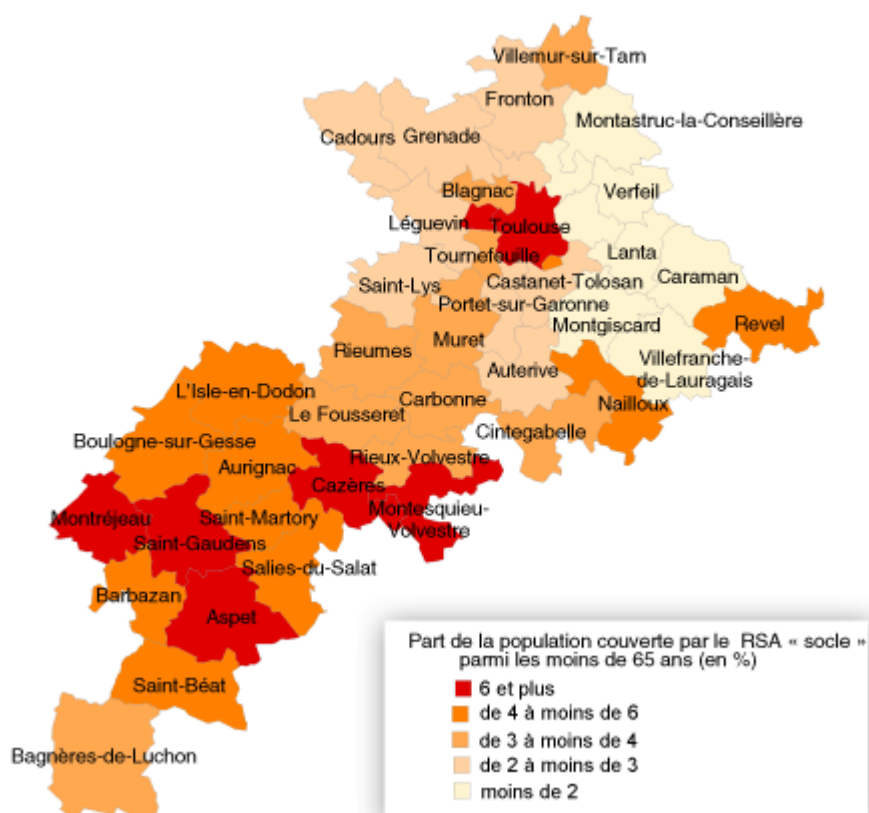 Villemur-sur-Tarn
Fronton
Montastruc-la-Conseillère
Cadours
Grenade
Blagnac
Verfeil
Léguevin
Toulouse
Tournefeuille
Lanta
Saint-Lys
Castanet-Tolosan
Caraman
Portet-sur-Garonne
Revel
Muret
Montgiscard
Rieumes
Villefranche-
de-Lauragais
Auterive
L'Isle-en-Dodon
Carbonne
Nailloux
Le Fousseret
Cintegabelle
Boulogne-sur-Gesse
Aurignac
Rieux-Volvestre
Cazères
Montréjeau
Saint-Martory
Montesquieu-
Volvestre
Saint-Gaudens
Salies-du-Salat
Barbazan
Aspet
Saint-Béat
Bagnères-de-Luchon
Part de la population couverte par le RSA « socle »
parmi les moins de 65 ans (en %)
6 et plus
de 4 à moins de 6
de 3 à moins de 4
de 2 à moins de 3
moins de 2